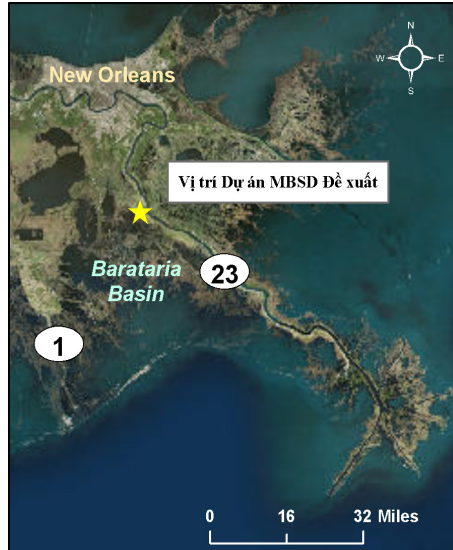 N
W E
S
New Orleans
Vị trí Dự án MBSD Đề xuất
Barataria
Basin
23
1
0 16 32 Miles